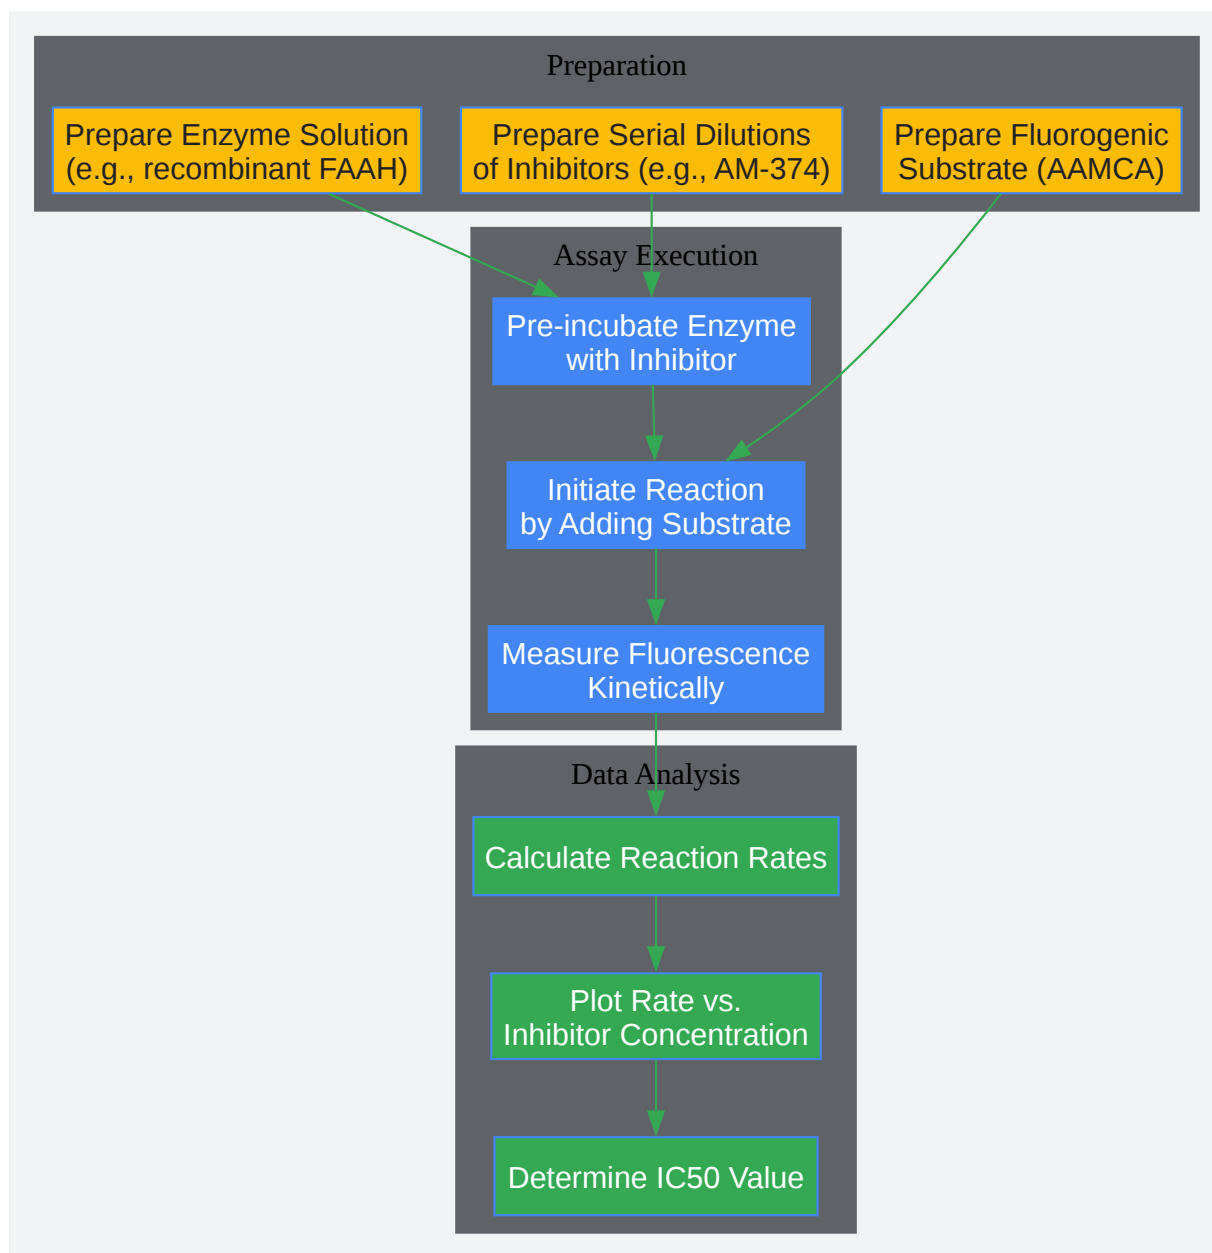 Preparation
Prepare Enzyme Solution
(e.g., recombinant FAAH)
Prepare Serial Dilutions
of Inhibitors (e.g., AM-374)
Prepare Fluorogenic
Substrate (AAMCA)
Assay Execution
Pre-incubate Enzyme
with Inhibitor
Initiate Reaction
by Adding Substrate
Measure Fluorescence
Kinetically
Data Analysis
Calculate Reaction Rates
Plot Rate vs.
Inhibitor Concentration
Determine IC50 Value